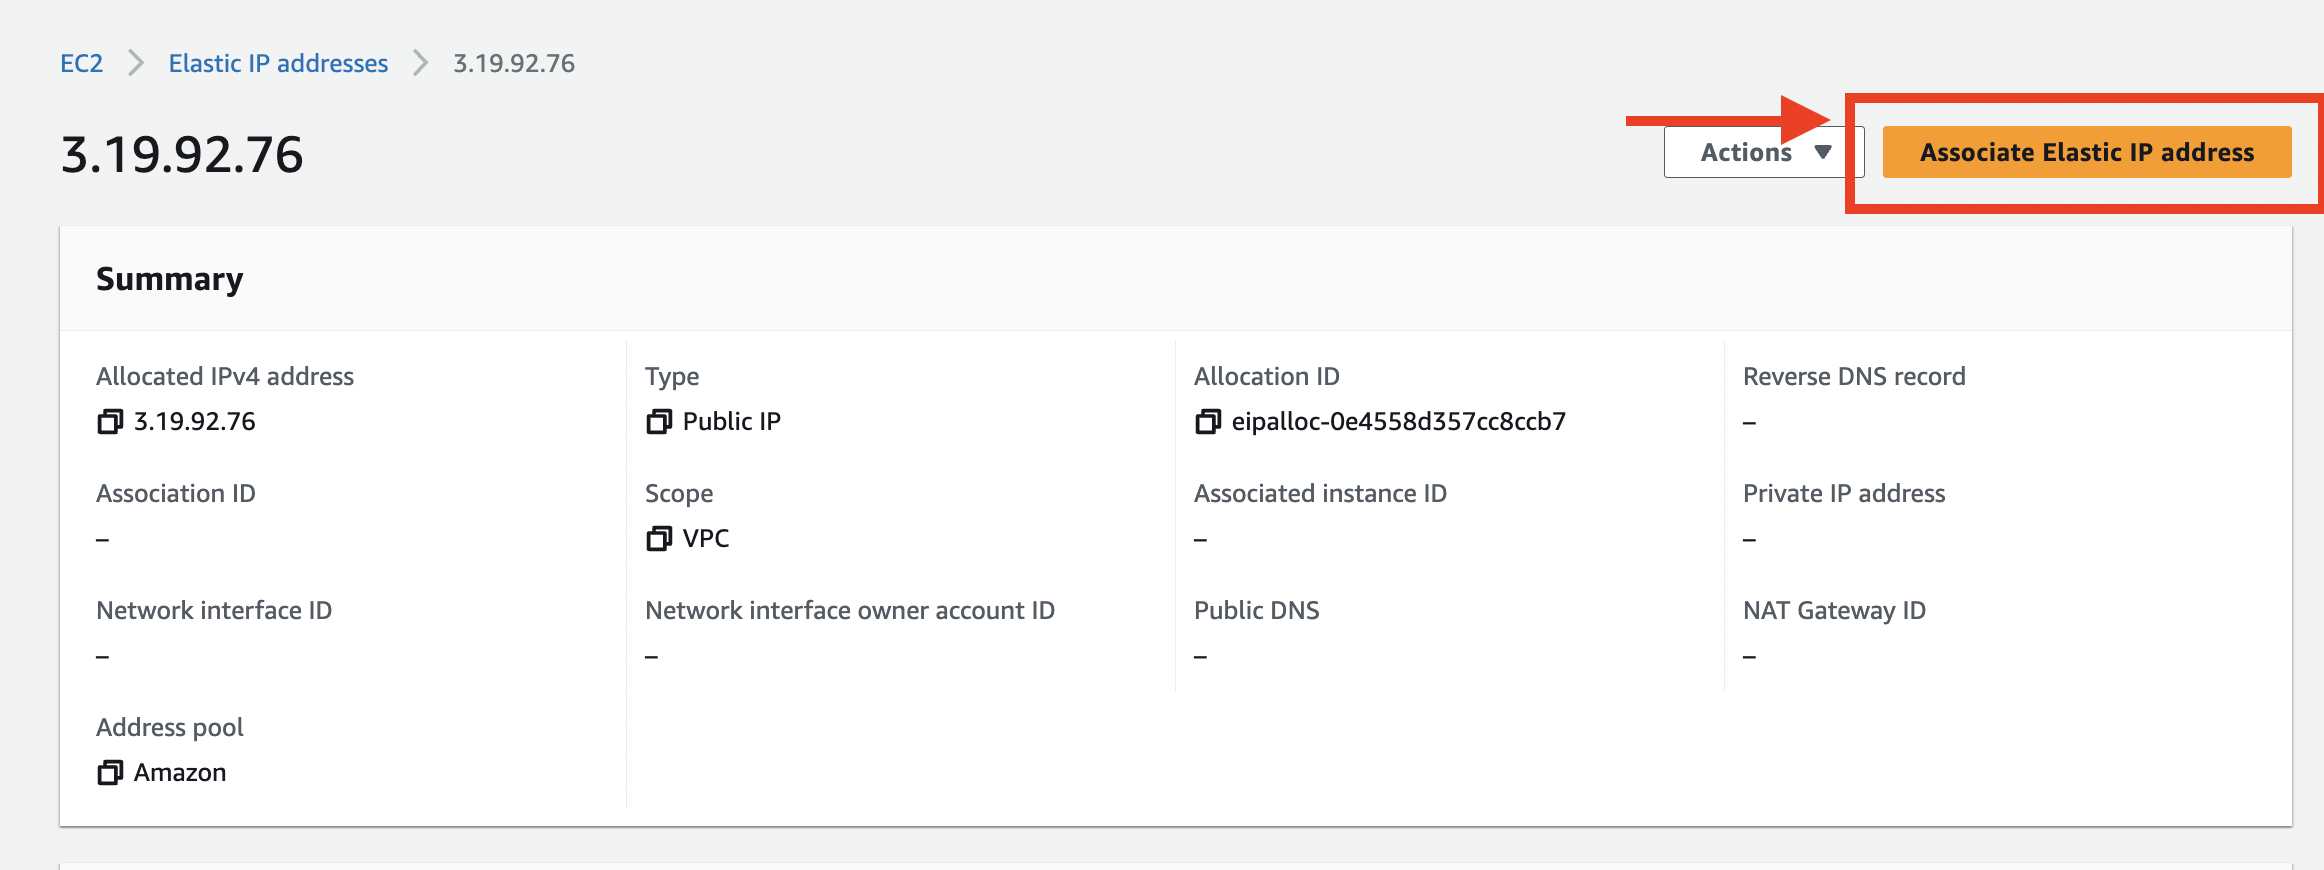 EC2 > Elastic IP addresses > 3.19.92.76
3.19.92.76
Actions
Associate Elastic IP address
Summary
Allocated IPv4 address
3.19.92.76
Type
Public IP
Allocation ID
eipalloc-0e4558d357cc8ccb7
Reverse DNS record
–
Association ID
–
Scope
VPC
Associated instance ID
–
Private IP address
–
Network interface ID
–
Network interface owner account ID
–
Public DNS
–
NAT Gateway ID
–
Address pool
Amazon